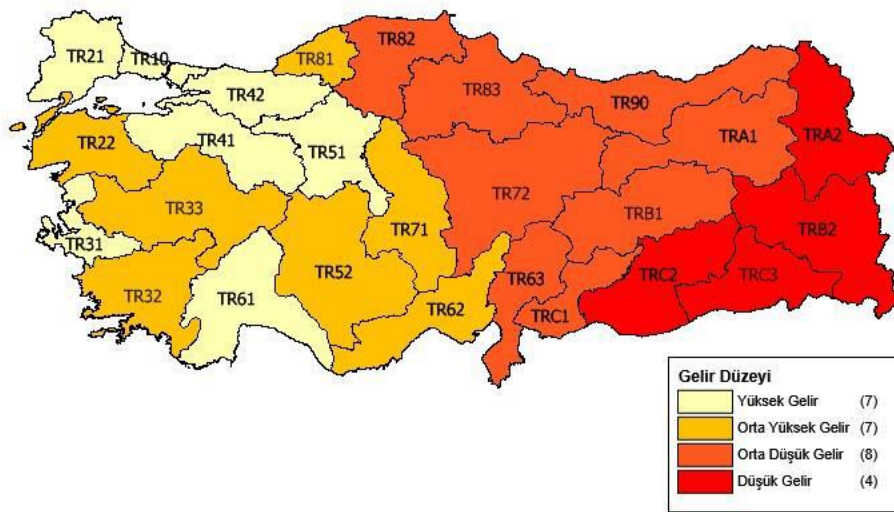 TR21
TR10
TR81
TR82
TR42
TR83
TR90
TR22
TR41
TR51
TRA1
TRA2
TR33
TR72
TRB1
TR31
TR71
TRB2
TR32
TR61
TR52
TR62
TR63
TRC2
TRC3
TRC1
Gelir Düzeyi
Yüksek Gelir (7)
Orta Yüksek Gelir (7)
Orta Düşük Gelir (8)
Düşük Gelir (4)